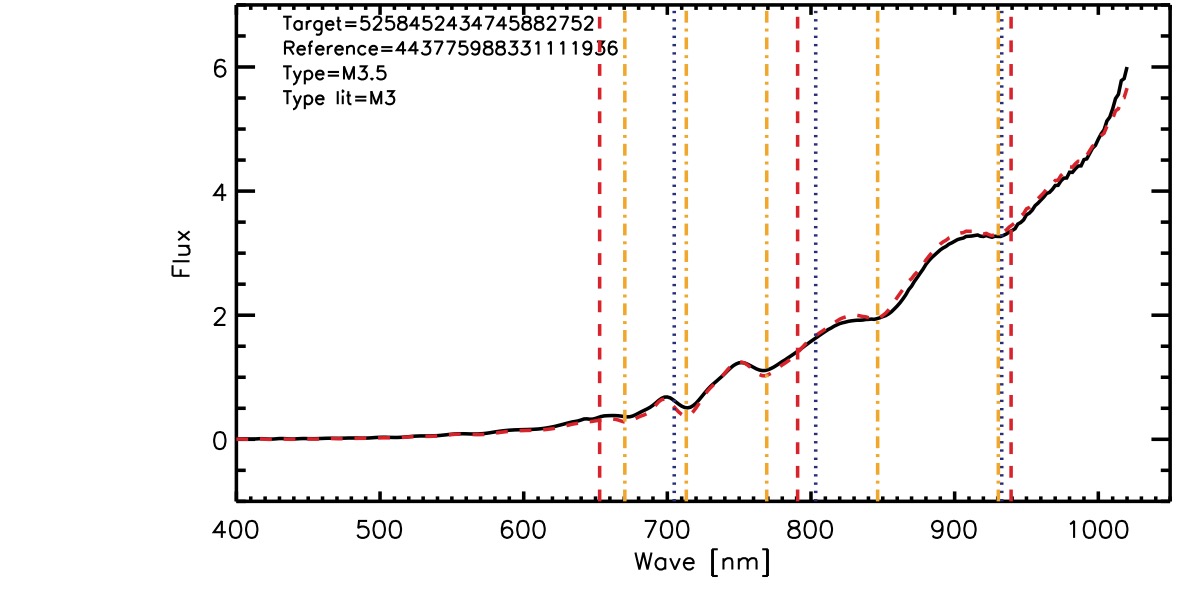 Target=5258452434745882752
Reference=443775988331111936
Type=M3.5
Type lit=M3
6
4
2
0
Flux
400 500 600 700 800 900 1000
Wave [nm]